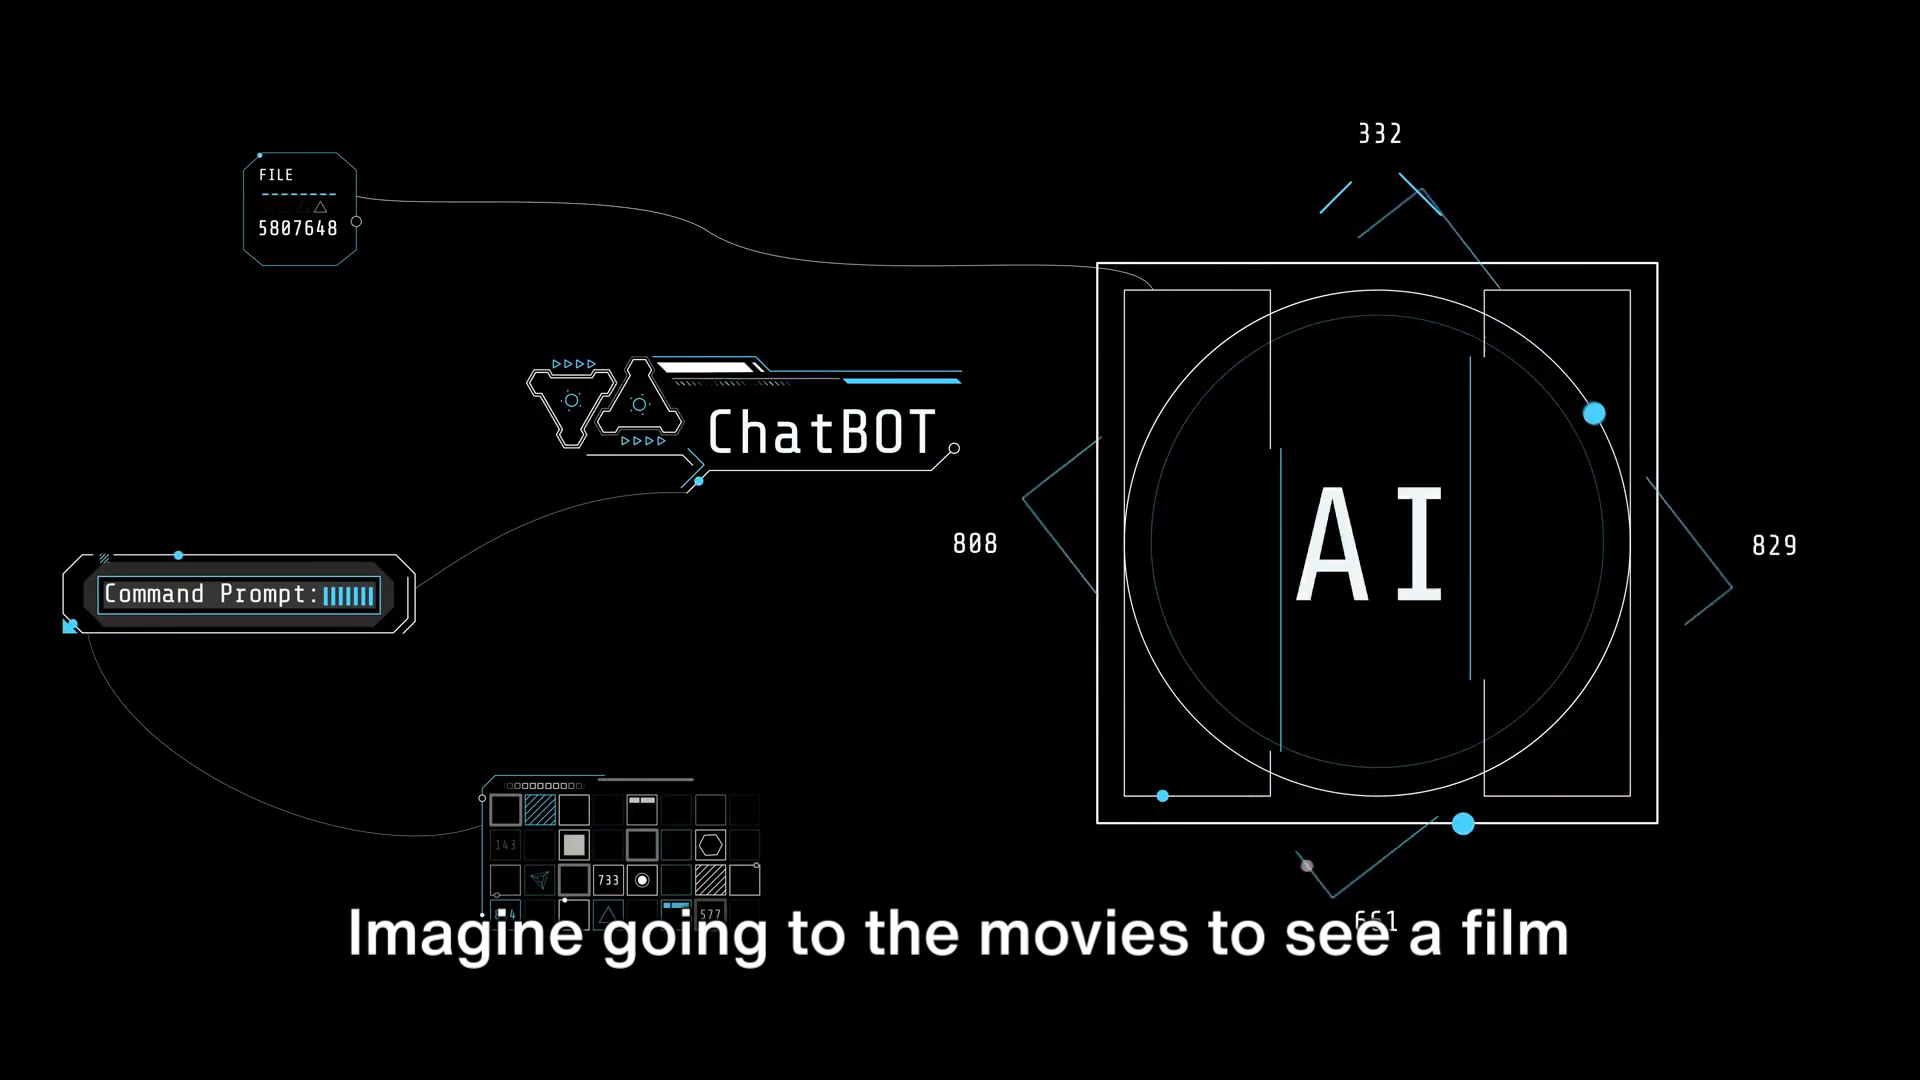 332
FILE
5807648
ChatBOT
AI
808
829
Command Prompt:
143
733
577
661
Imagine going to the movies to see a film